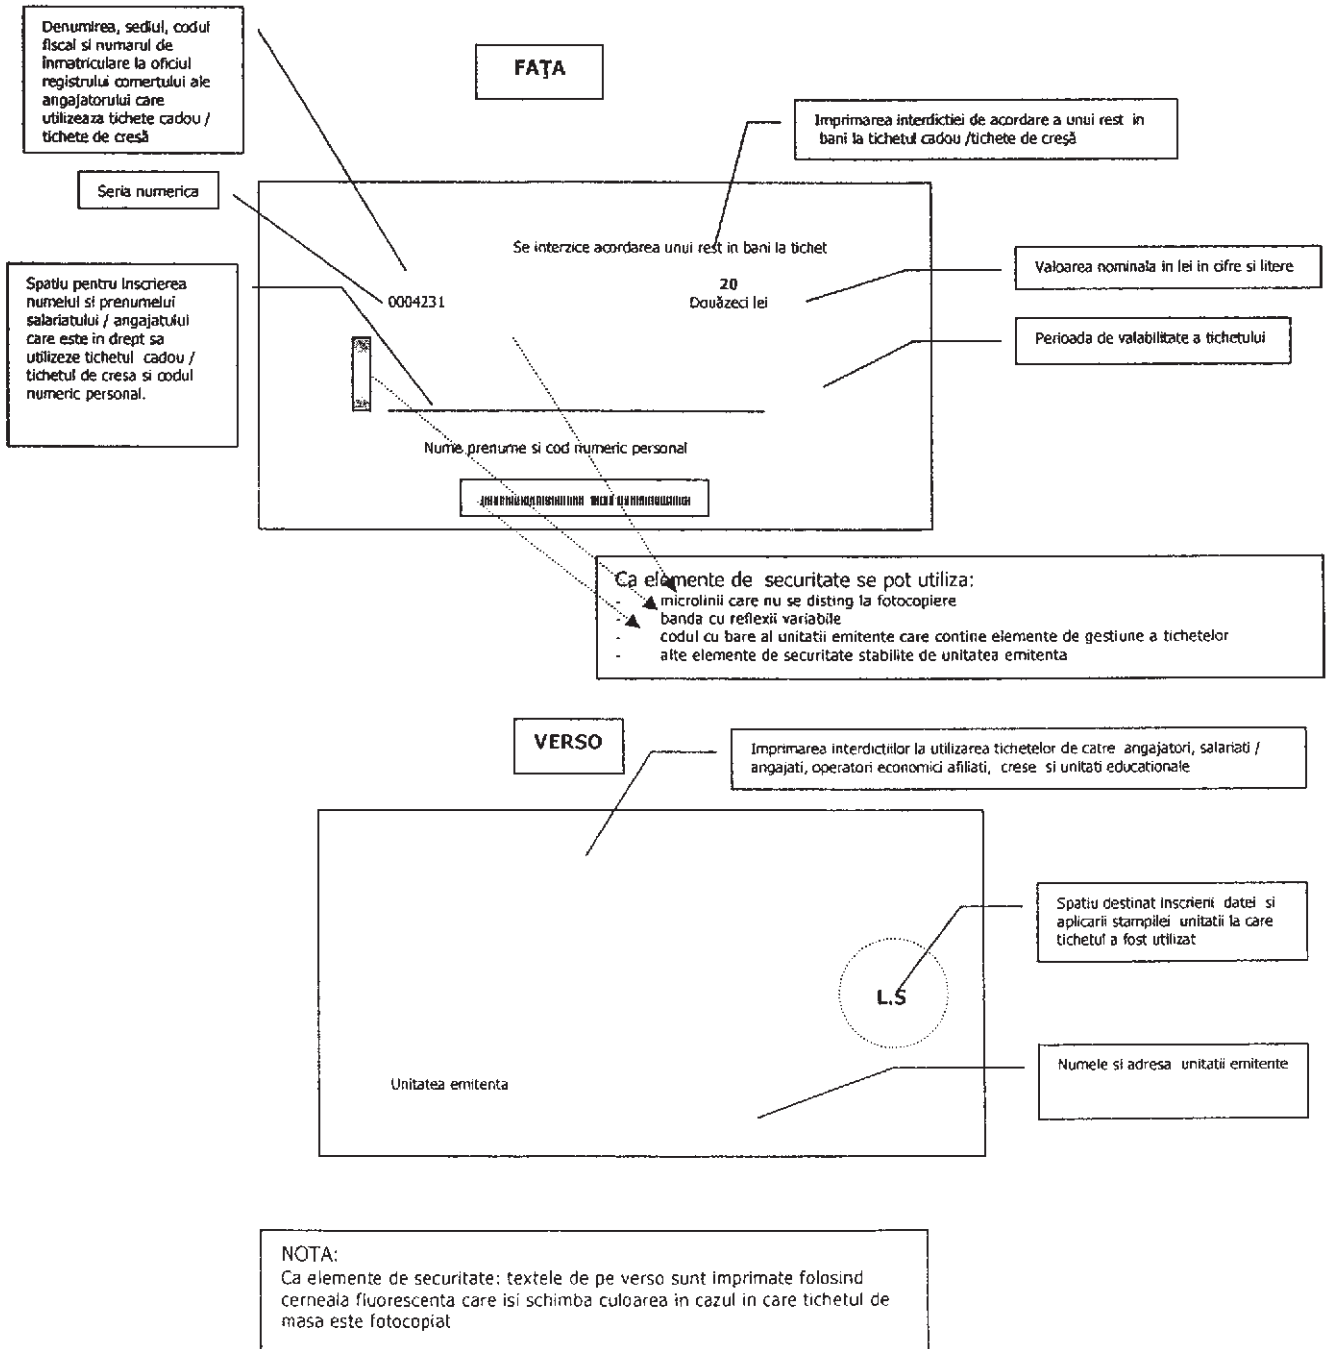 Denumirea, sediul, codul
fiscal si numarul de
înmatriculare la oficiul
registrului comertului ale
angajatorului care
utilizeaza tichete cadou /
tichete de cresă
FAŢA
Imprimarea interdictiei de acordare a unui rest in
bani la tichetul cadou /tichete de creşă
Seria numerica
Se interzice acordarea unui rest in bani la tichet
Spatiu pentru inscrierea
numelui si prenumelui
salariatului / angajatului
care este in drept sa
utilizeze tichetul cadou /
tichetul de cresa si codul
numeric personal.
0004231
20
Douăzeci lei
Valoarea nominala in lei in cifre si litere
Perioada de valabilitate a tichetului
Nume prenume si cod numeric personal
Ca elemente de securitate se pot utiliza:
- microlinii care nu se disting la fotocopiere
- banda cu reflexii variabile
- codul cu bare al unitatii emitente care contine elemente de gestiune a tichetelor
- alte elemente de securitate stabilite de unitatea emitenta
VERSO
Imprimarea interdictiilor la utilizarea tichetelor de catre angajatori, salariati /
angajati, operatori economici afiliati, crese si unitati educationale
Spatiu destinat inscrierii datei si
aplicarii stampilei unitatii la care
tichetul a fost utilizat
L.S
Numele si adresa unitatii emitente
Unitatea emitenta
NOTA:
Ca elemente de securitate: textele de pe verso sunt imprimate folosind
cerneala fluorescenta care isi schimba culoarea in cazul in care tichetul de
masa este fotocopiat